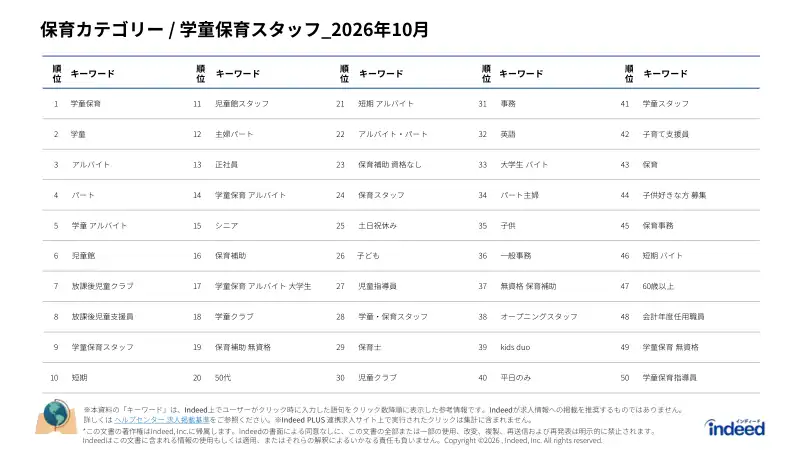 保育カテゴリー / 学童保育スタッフ_2026年10月
順位 キーワード 順位 キーワード 順位 キーワード 順位 キーワード 順位 キーワード
1 学童保育 11 児童館スタッフ 21 短期 アルバイト 31 事務 41 学童スタッフ
2 学童 12 主婦パート 22 アルバイト・パート 32 英語 42 子育て支援員
3 アルバイト 13 正社員 23 保育補助 資格なし 33 大学生 バイト 43 保育
4 パート 14 学童保育 アルバイト 24 保育スタッフ 34 パート主婦 44 子供好きな方 募集
5 学童 アルバイト 15 シニア 25 土日祝休み 35 子供 45 保育事務
6 児童館 16 保育補助 26 子ども 36 一般事務 46 短期 バイト
7 放課後児童クラブ 17 学童保育 アルバイト 大学生 27 児童指導員 37 無資格 保育補助 47 60歳以上
8 放課後児童支援員 18 学童クラブ 28 学童・保育スタッフ 38 オープニングスタッフ 48 会計年度任用職員
9 学童保育スタッフ 19 保育補助 無資格 29 保育士 39 kids duo 49 学童保育 無資格
10 短期 20 50代 30 児童クラブ 40 平日のみ 50 学童保育指導員
※本資料の「キーワード」は、Indeed上でユーザーがクリック時に入力した語句をクリック数降順に表示した参考情報です。Indeedが求人情報への掲載を推奨するものではありません。
詳しくは ヘルプセンター 求人掲載基準をご参照ください。※Indeed PLUS 連携求人サイト上で実行されたクリックは集計に含まれません。
*この文書の著作権はIndeed, Inc.に帰属します。Indeedの書面による同意なしに、この文書の全部または一部の使用、改変、複製、再送信および再発表は明示的に禁止されます。
Indeedはこの文書に含まれる情報の使用もしくは適用、またはそれらの解釈によるいかなる責任も負いません。Copyright ©2026 , Indeed, Inc. All rights reserved.
インディード
indeed